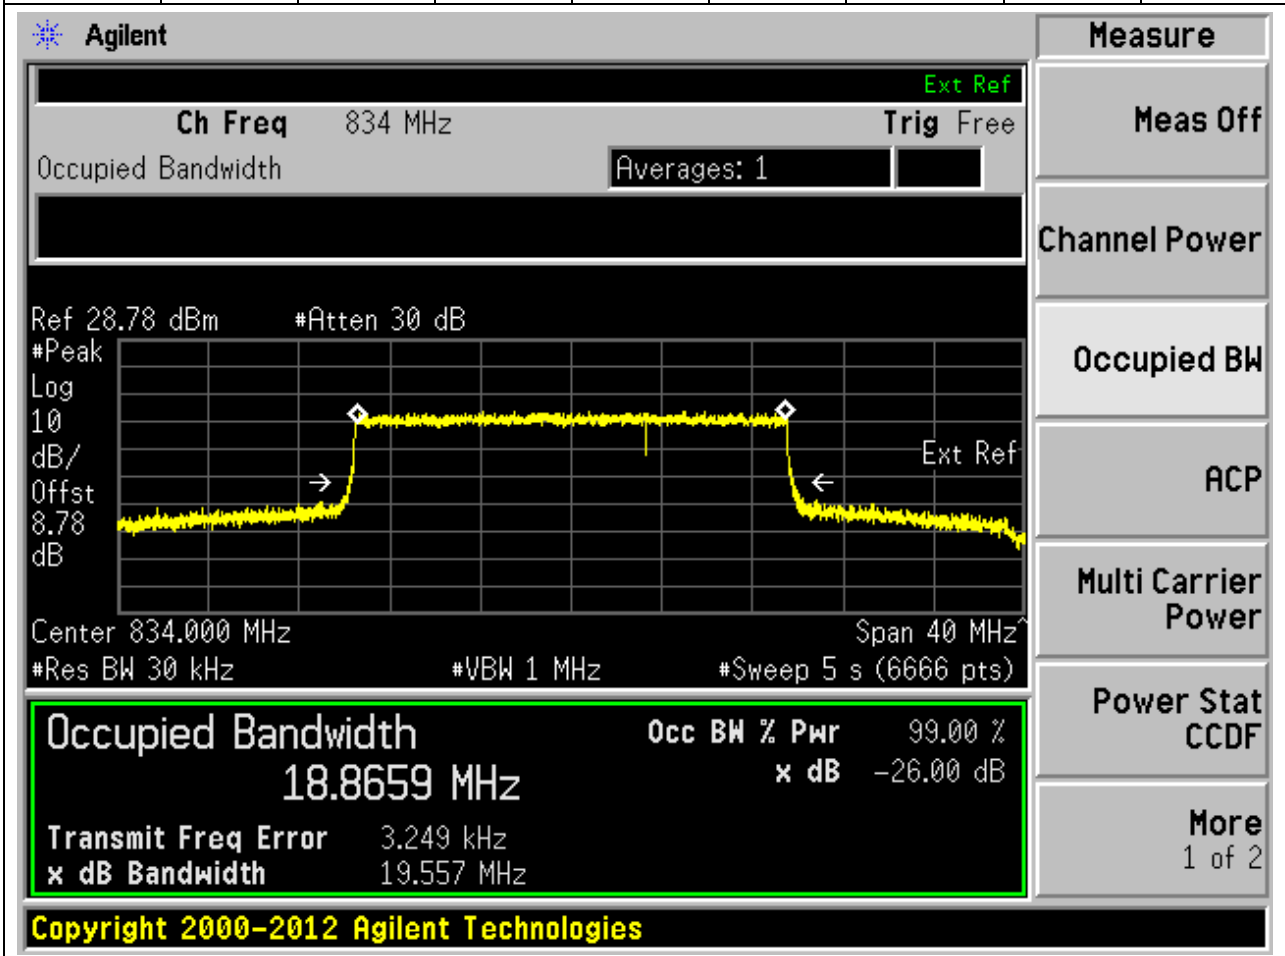 Agilent
Measure
Ext Ref
Ch Freq 834 MHz Trig Free
Occupied Bandwidth Averages: 1
Meas Off
Channel Power
Occupied BW
ACP
Multi Carrier
Power
Power Stat
CCDF
More
1 of 2
Ref 28.78 dBm #Atten 30 dB
#Peak
Log
10
dB/
Offst
8.78
dB
Ext Ref
Center 834.000 MHz Span 40 MHz^
#Res BW 30 kHz #VBW 1 MHz #Sweep 5 s (6666 pts)
Occupied Bandwidth Occ BW % Pwr 99.00 %
18.8659 MHz x dB -26.00 dB
Transmit Freq Error 3.249 kHz
x dB Bandwidth 19.557 MHz
Copyright 2000-2012 Agilent Technologies